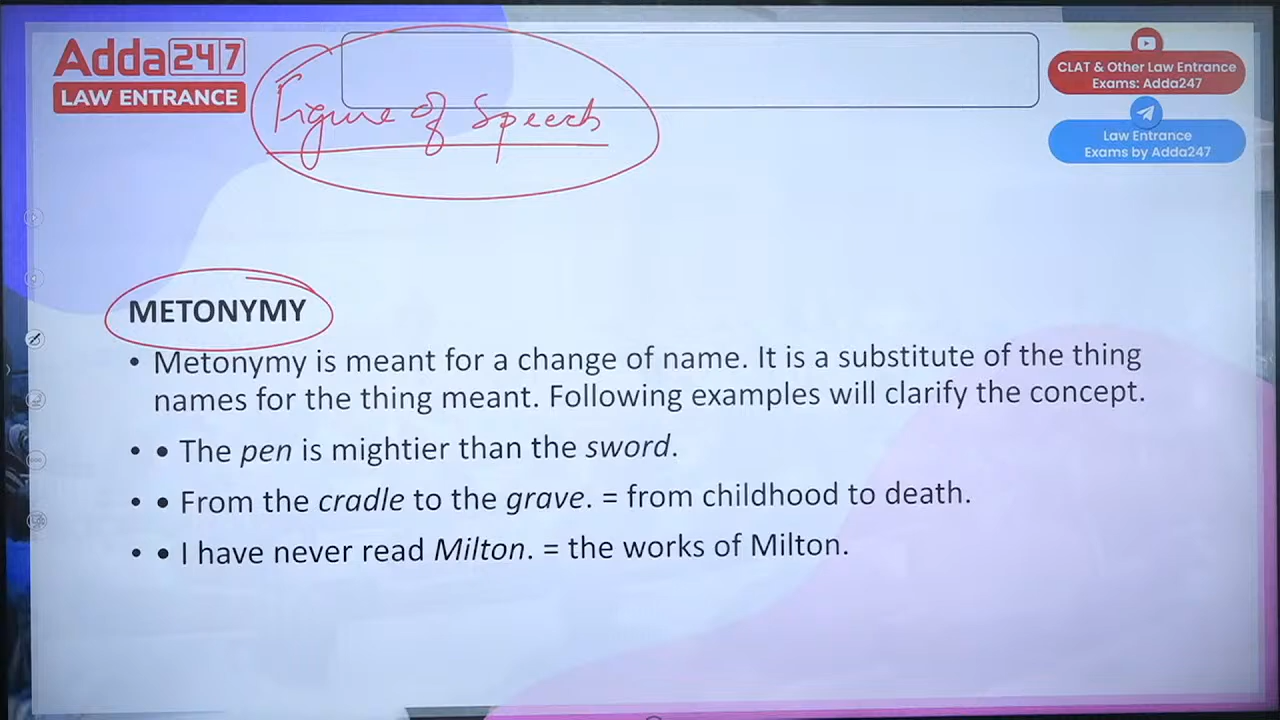 Adda247
LAW ENTRANCE
Figure of Speech
CLAT & Other Law Entrance
Exams: Adda247
Law Entrance
Exams by Adda247
METONYMY
• Metonymy is meant for a change of name. It is a substitute of the thing
names for the thing meant. Following examples will clarify the concept.
• • The pen is mightier than the sword.
• • From the cradle to the grave. = from childhood to death.
• • I have never read Milton. = the works of Milton.